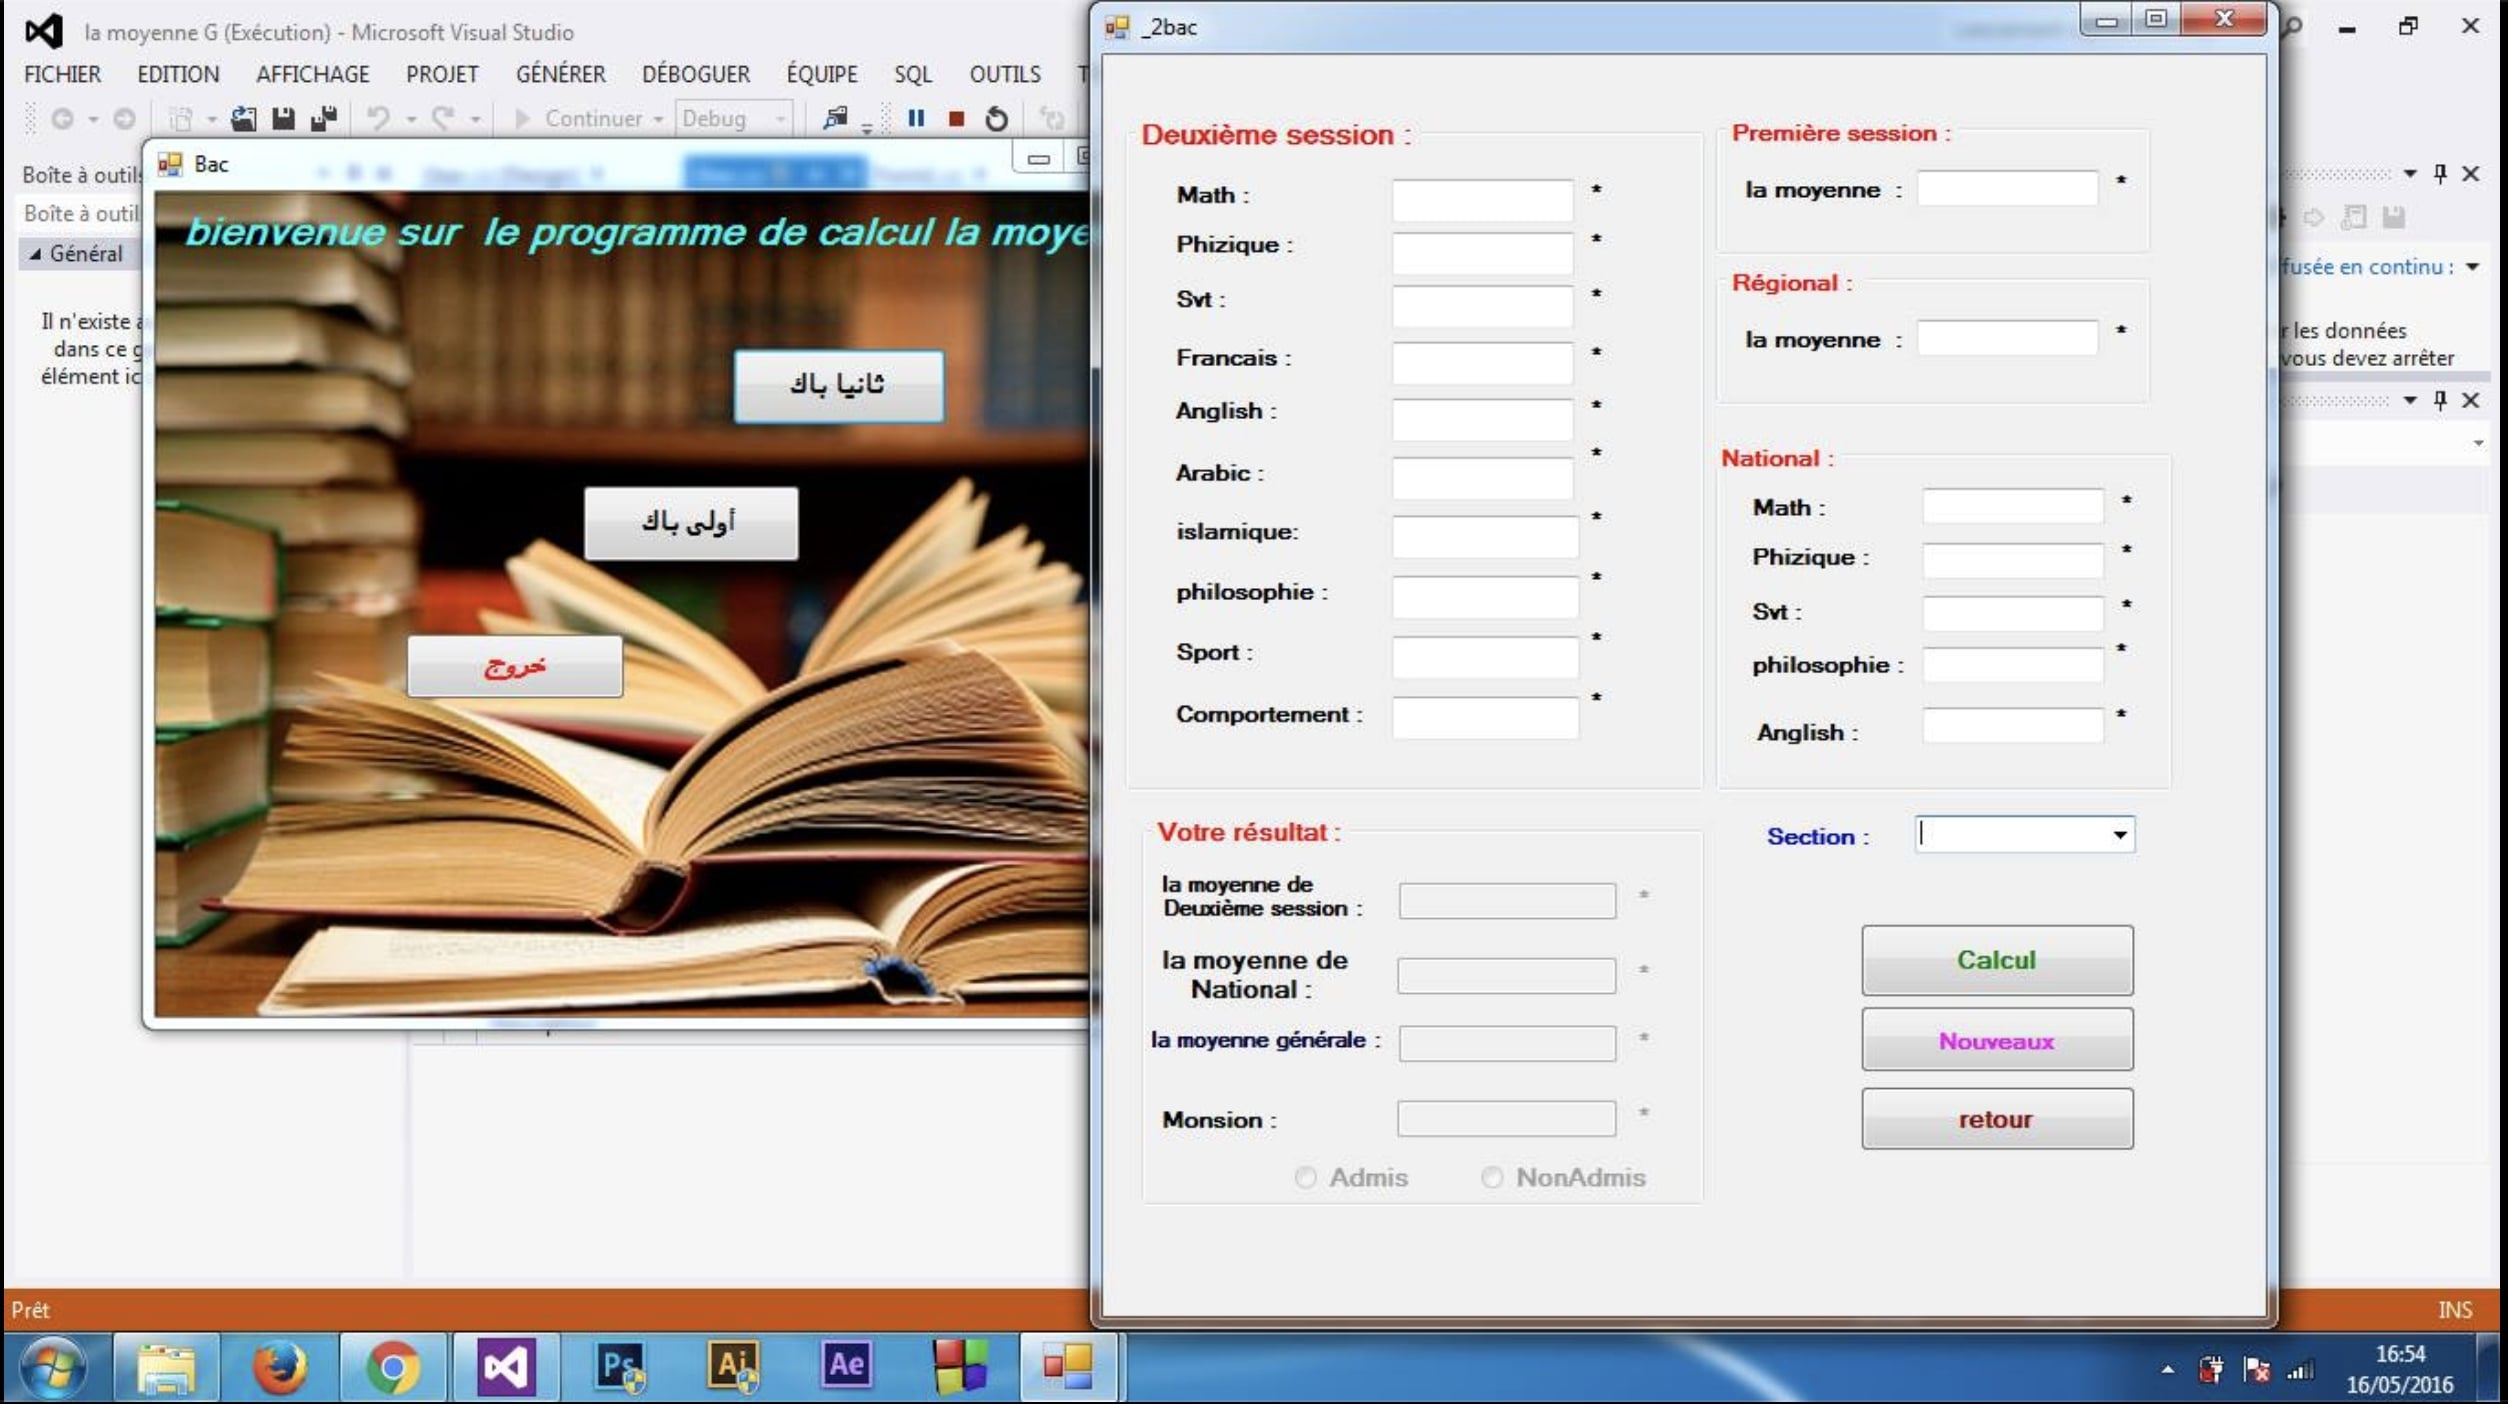 la moyenne G (Exécution) - Microsoft Visual Studio
FICHIER EDITION AFFICHAGE PROJET GÉNÉRER DÉBOGUER ÉQUIPE SQL OUTILS T
Continuer Debug
Boîte à outils
Boîte à outil
Général
Il n'existe a
dans ce g
élément ic
Bac
bienvenue sur le programme de calcul la moye
ثانيا باك
أولى باك
خروج
_2bac
Deuxième session :
Math : *
Phizique : *
Svt : *
Francais : *
Anglish : *
Arabic : *
islamique: *
philosophie : *
Sport : *
Comportement : *
Première session :
la moyenne : *
Régional :
la moyenne : *
National :
Math : *
Phizique : *
Svt : *
philosophie : *
Anglish : *
Votre résultat :
la moyenne de
Deuxième session : *
la moyenne de
National : *
la moyenne générale : *
Monsion : *
Admis NonAdmis
Section :
Calcul
Nouveaux
retour
fusée en continu :
r les données
vous devez arrêter
Prêt
INS
Ps
Ai
Ae
16:54
16/05/2016